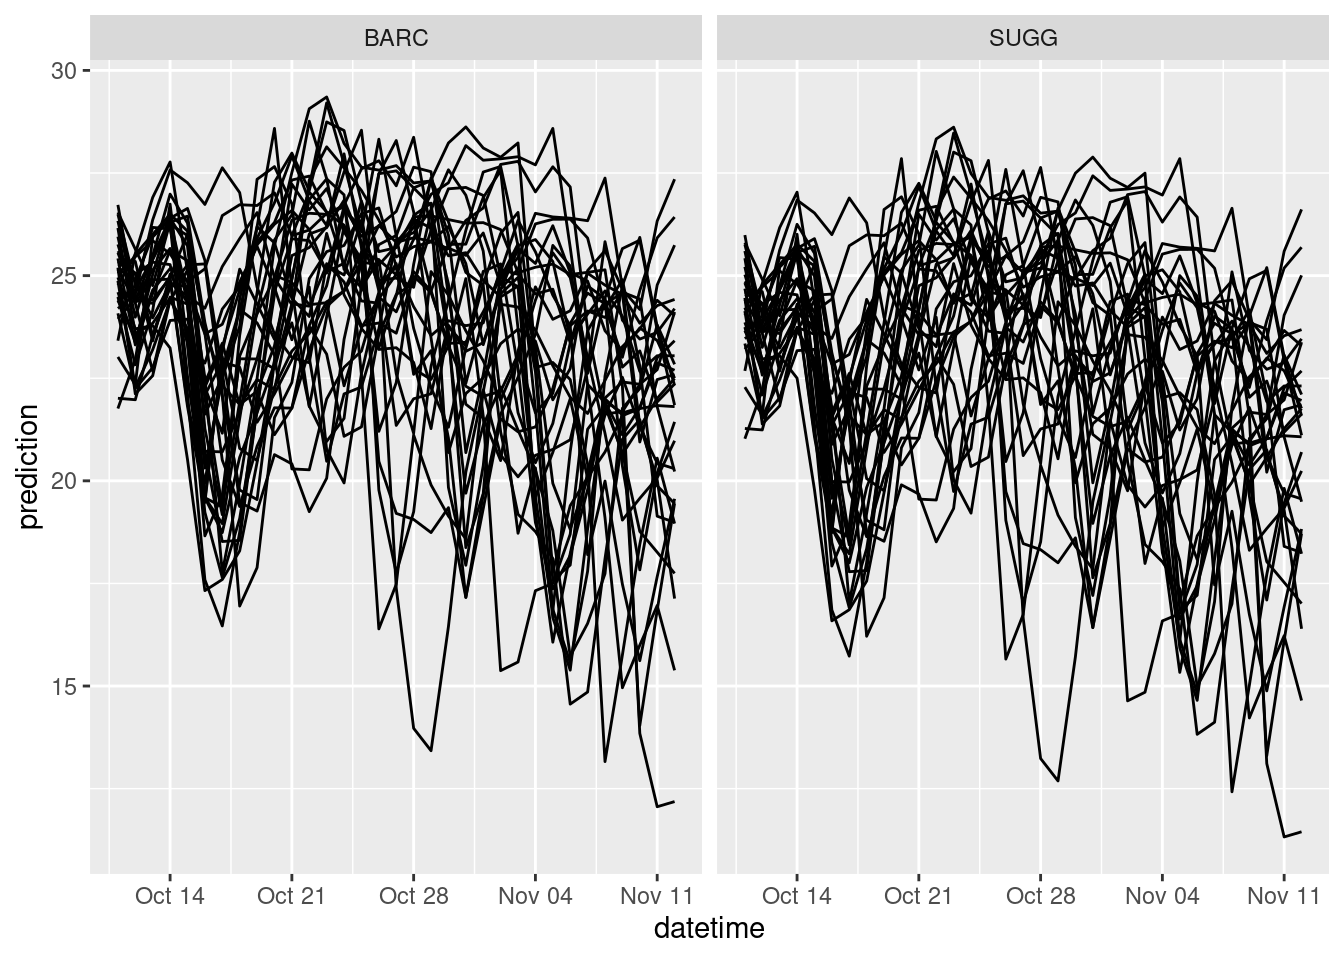 BARC
SUGG
30
25
20
15
prediction
Oct 14
Oct 21
Oct 28
Nov 04
Nov 11
Oct 14
Oct 21
Oct 28
Nov 04
Nov 11
datetime